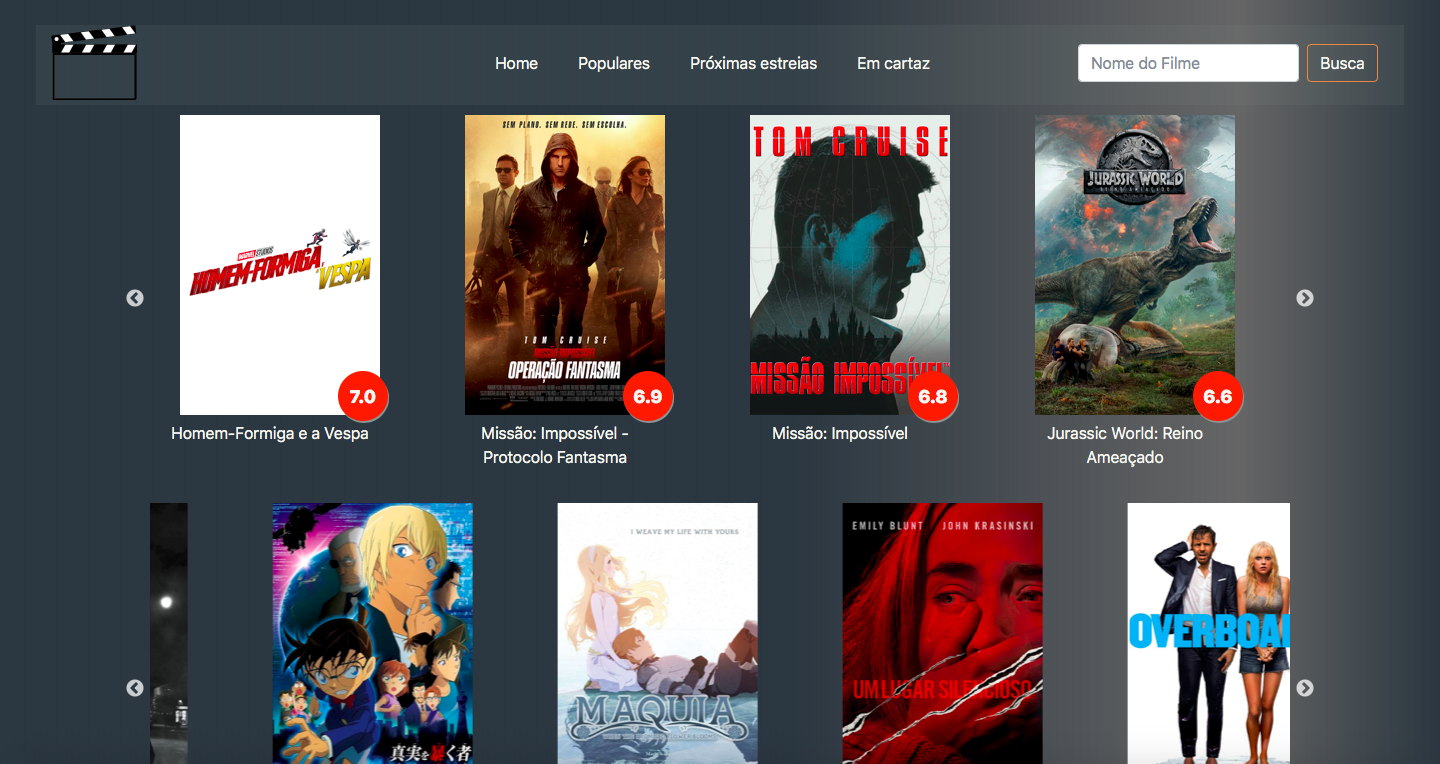 Home
Populares
Próximas estreias
Em cartaz
Nome do Filme
Busca
MARVEL STUDIOS
HOMEM-FORMIGA E A VESPA
7.0
Homem-Formiga e a Vespa
SEM PLANO. SEM REDE. SEM ESCOLHA.
TOM CRUISE
MISSÃO: IMPOSSÍVEL
OPERAÇÃO FANTASMA
6.9
Missão: Impossível -
Protocolo Fantasma
TOM CRUISE
MISSÃO IMPOSSÍVEL
6.8
Missão: Impossível
JURASSIC WORLD
REINO AMEAÇADO
6.6
Jurassic World: Reino
Ameaçado
真実を暴く者
I WEAVE MY LIFE WITH YOURS
MAQUIA
EMILY BLUNT JOHN KRASINSKI
UM LUGAR SILENCIOSO
OVERBOA